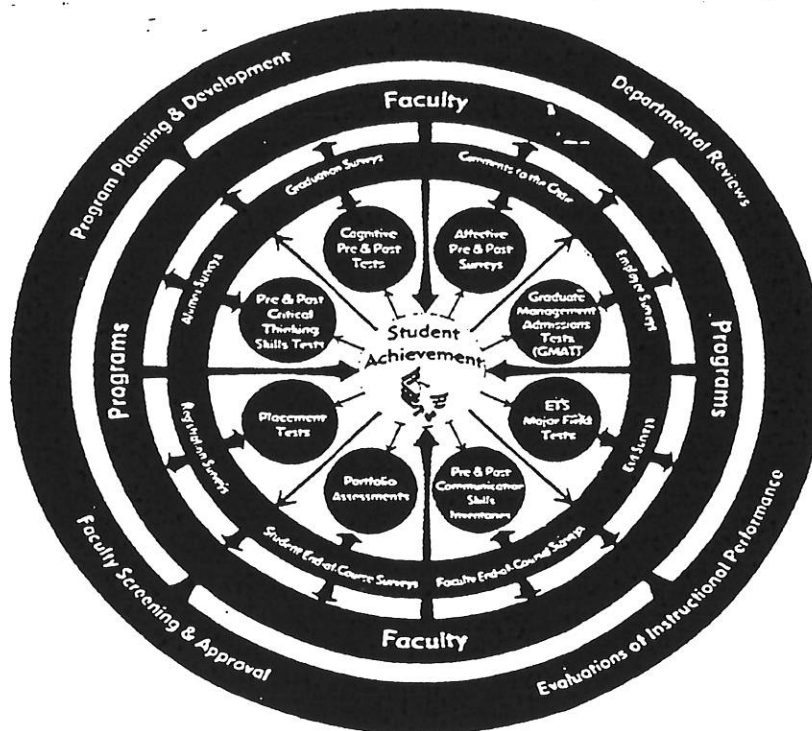 Program Planning & Development
Departmental Reviews
Faculty
Graduation Surveys
Comments to the Chair
Cognitive
Pre & Post
Tests
Affective
Pre & Post
Surveys
Alumni Surveys
Employer Surveys
Pre & Post
Critical
Thinking
Skills Tests
Graduate
Management
Admissions
Tests
(GMAT)
Student
Achievement
Programs
Programs
Placement
Tests
ETS
Major Field
Tests
Registration Surveys
Exit Surveys
Portfolio
Assessments
Pre & Post
Communication
Skills
Inventories
Student End-of-Course Surveys
Faculty End-of-Course Surveys
Faculty
Faculty Screening & Approval
Evaluations of Instructional Performance